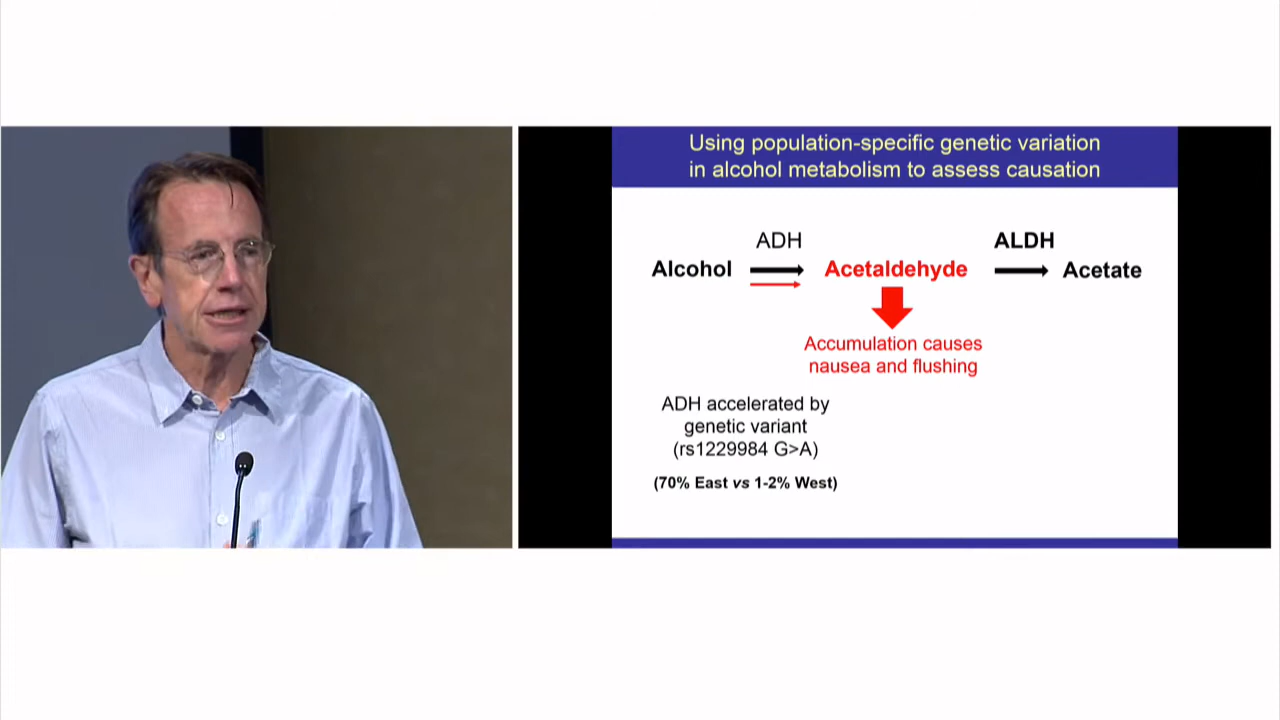 Using population-specific genetic variation
in alcohol metabolism to assess causation
ADH
ALDH
Alcohol
Acetaldehyde
Acetate
Accumulation causes
nausea and flushing
ADH accelerated by
genetic variant
(rs1229984 G>A)
(70% East vs 1-2% West)